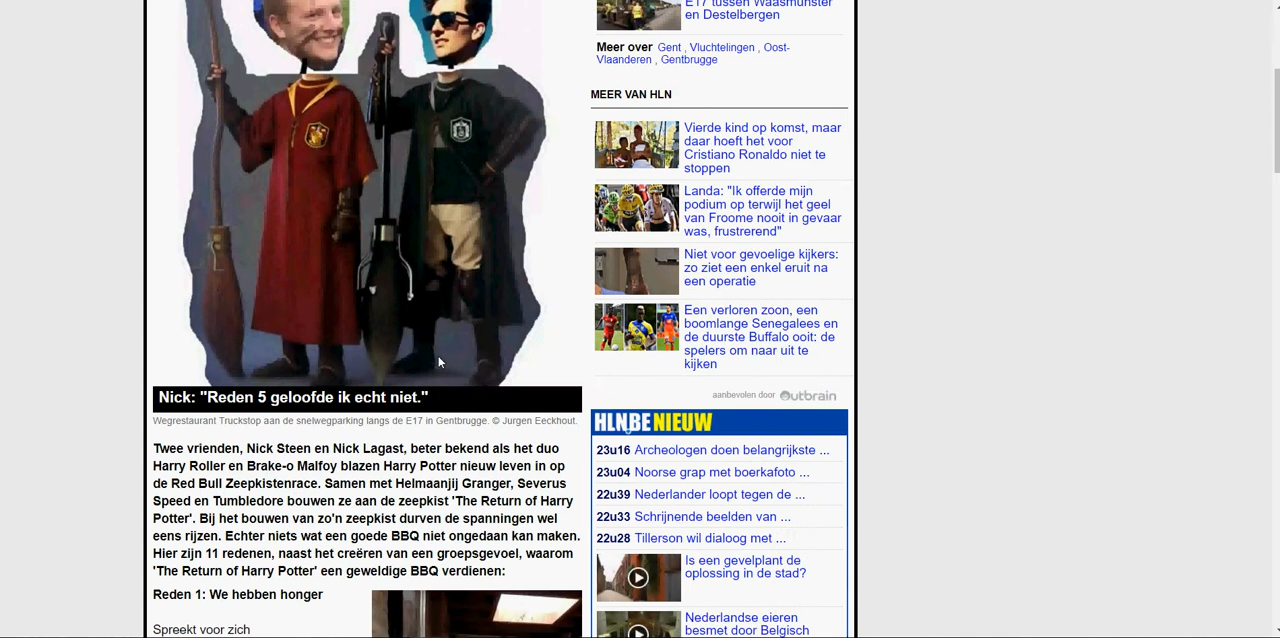 Nick: "Reden 5 geloofde ik echt niet."
Wegrestaurant Truckstop aan de snelwegparking langs de E17 in Gentbrugge. © Jurgen Eeckhout.
Twee vrienden, Nick Steen en Nick Lagast, beter bekend als het duo
Harry Roller en Brake-o Malfoy blazen Harry Potter nieuw leven in op
de Red Bull Zeepkistenrace. Samen met Helmaanjij Granger, Severus
Speed en Tumbledore bouwen ze aan de zeepkist 'The Return of Harry
Potter'. Bij het bouwen van zo'n zeepkist durven de spanningen wel
eens rijzen. Echter niets wat een goede BBQ niet ongedaan kan maken.
Hier zijn 11 redenen, naast het creëren van een groepsgevoel, waarom
'The Return of Harry Potter' een geweldige BBQ verdienen:
Reden 1: We hebben honger
Spreekt voor zich
E17 tussen Waasmunster
en Destelbergen
Meer over Gent , Vluchtelingen , Oost-
Vlaanderen , Gentbrugge
MEER VAN HLN
Vierde kind op komst, maar
daar hoeft het voor
Cristiano Ronaldo niet te
stoppen
Landa: "Ik offerde mijn
podium op terwijl het geel
van Froome nooit in gevaar
was, frustrerend"
Niet voor gevoelige kijkers:
zo ziet een enkel eruit na
een operatie
Een verloren zoon, een
boomlange Senegalees en
de duurste Buffalo ooit: de
spelers om naar uit te
kijken
aanbevolen door Outbrain
HLN.BE NIEUW
23u16 Archeologen doen belangrijkste ...
23u04 Noorse grap met boerkafoto ...
22u39 Nederlander loopt tegen de ...
22u33 Schrijnende beelden van ...
22u28 Tillerson wil dialoog met ...
Is een gevelplant de
oplossing in de stad?
Nederlandse eieren
besmet door Belgisch